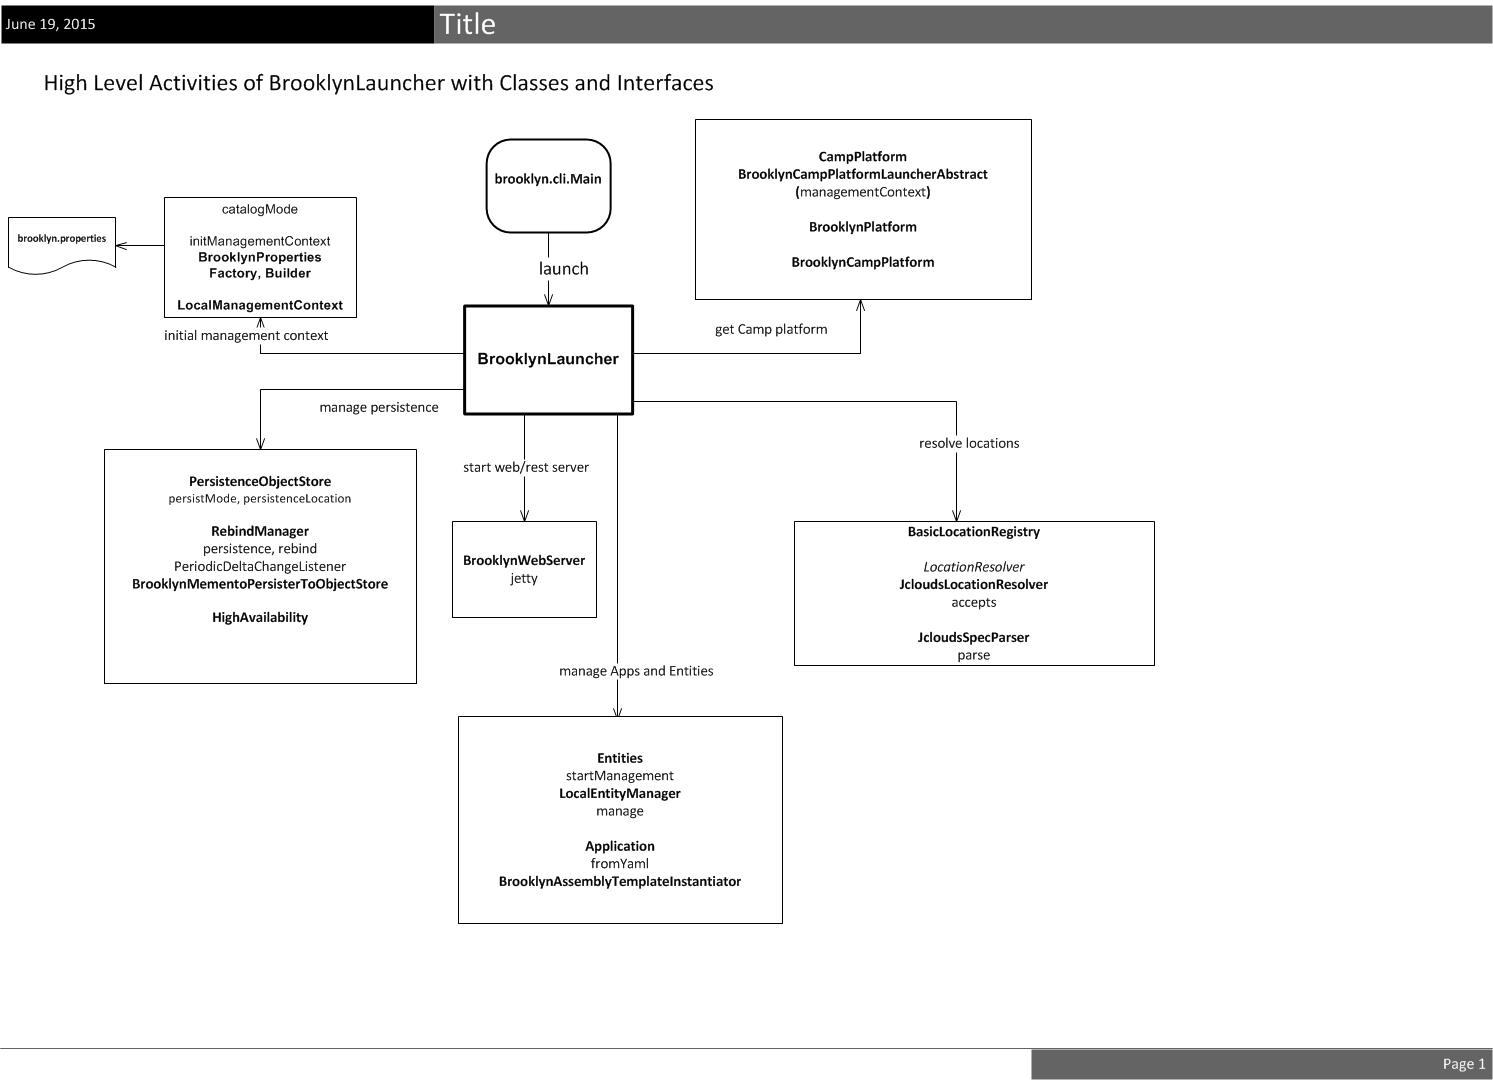 June 19, 2015
Title
High Level Activities of BrooklynLauncher with Classes and Interfaces
brooklyn.cli.Main
launch
BrooklynLauncher
brooklyn.properties
catalogMode
initManagementContext
BrooklynProperties
Factory, Builder
LocalManagementContext
initial management context
CampPlatform
BrooklynCampPlatformLauncherAbstract
(managementContext)
BrooklynPlatform
BrooklynCampPlatform
get Camp platform
manage persistence
PersistenceObjectStore
persistMode, persistenceLocation
RebindManager
persistence, rebind
PeriodicDeltaChangeListener
BrooklynMementoPersisterToObjectStore
HighAvailability
start web/rest server
BrooklynWebServer
jetty
resolve locations
BasicLocationRegistry
LocationResolver
JcloudsLocationResolver
accepts
JcloudsSpecParser
parse
manage Apps and Entities
Entities
startManagement
LocalEntityManager
manage
Application
fromYaml
BrooklynAssemblyTemplateInstantiator
Page 1